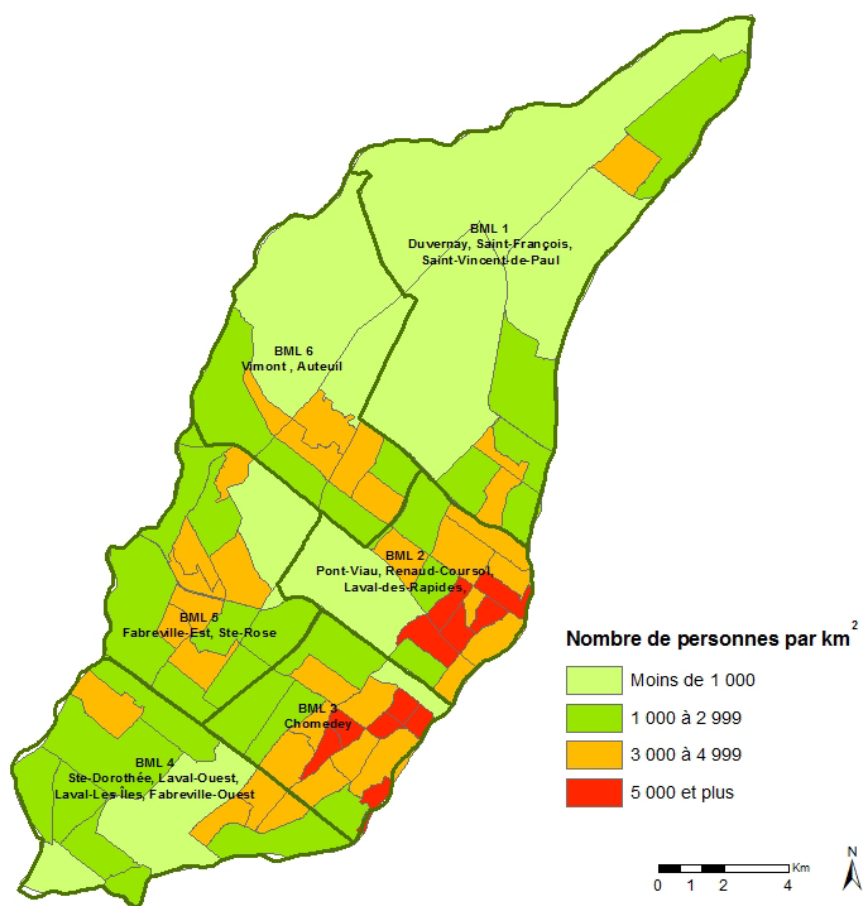 BML 1
Duvernay, Saint-François,
Saint-Vincent-de-Paul
BML 6
Vimont , Auteuil
BML 2
Pont-Viau, Renaud-Coursol,
Laval-des-Rapides,
BML 5
Fabreville-Est, Ste-Rose
BML 3
Chomedey
BML 4
Ste-Dorothée, Laval-Ouest,
Laval-Les Îles, Fabreville-Ouest
Nombre de personnes par km²
Moins de 1 000
1 000 à 2 999
3 000 à 4 999
5 000 et plus
Km
0 1 2 4
N